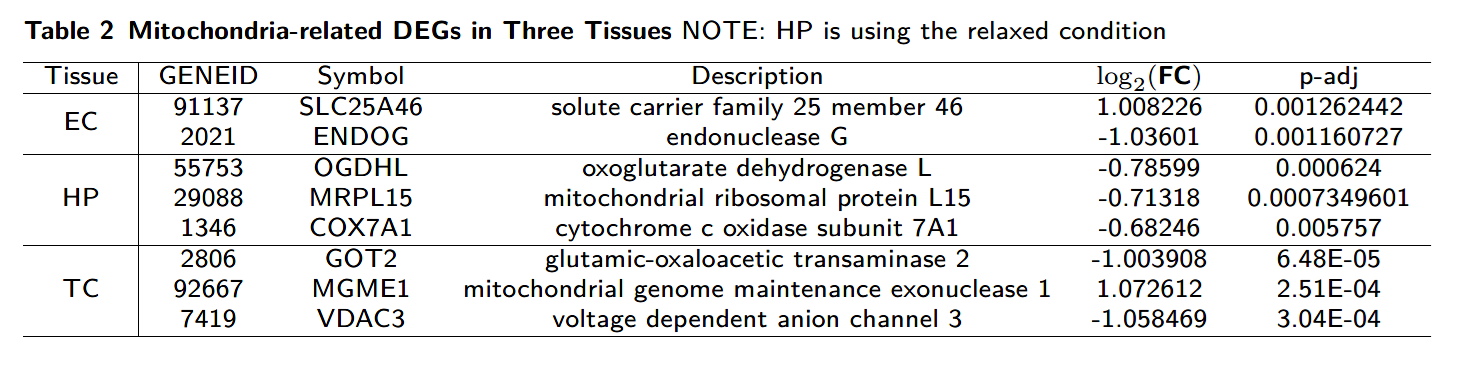 Table 2 Mitochondria-related DEGs in Three Tissues NOTE: HP is using the relaxed condition
Tissue GENEID Symbol Description log₂(FC) p-adj
EC 91137 SLC25A46 solute carrier family 25 member 46 1.008226 0.001262442
2021 ENDOG endonuclease G -1.03601 0.001160727
55753 OGDHL oxoglutarate dehydrogenase L -0.78599 0.000624
HP 29088 MRPL15 mitochondrial ribosomal protein L15 -0.71318 0.0007349601
1346 COX7A1 cytochrome c oxidase subunit 7A1 -0.68246 0.005757
2806 GOT2 glutamic-oxaloacetic transaminase 2 -1.003908 6.48E-05
TC 92667 MGME1 mitochondrial genome maintenance exonuclease 1 1.072612 2.51E-04
7419 VDAC3 voltage dependent anion channel 3 -1.058469 3.04E-04